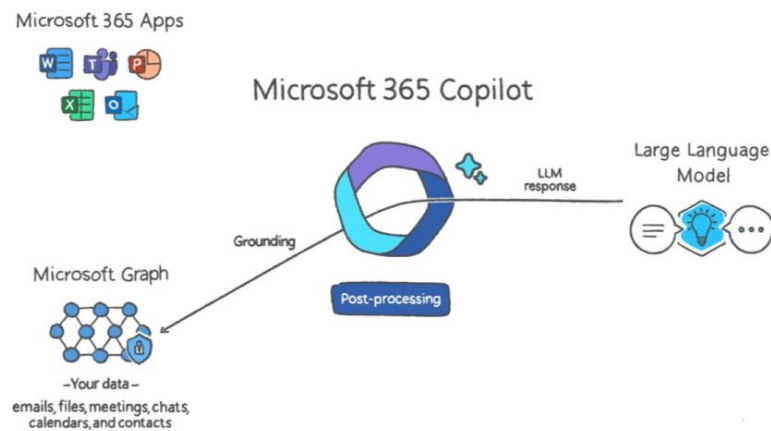 Microsoft 365 Apps
W
T
P
X
O
Microsoft 365 Copilot
LLM
response
Large Language
Model
Grounding
Microsoft Graph
Post-processing
–Your data–
emails, files, meetings, chats,
calendars, and contacts